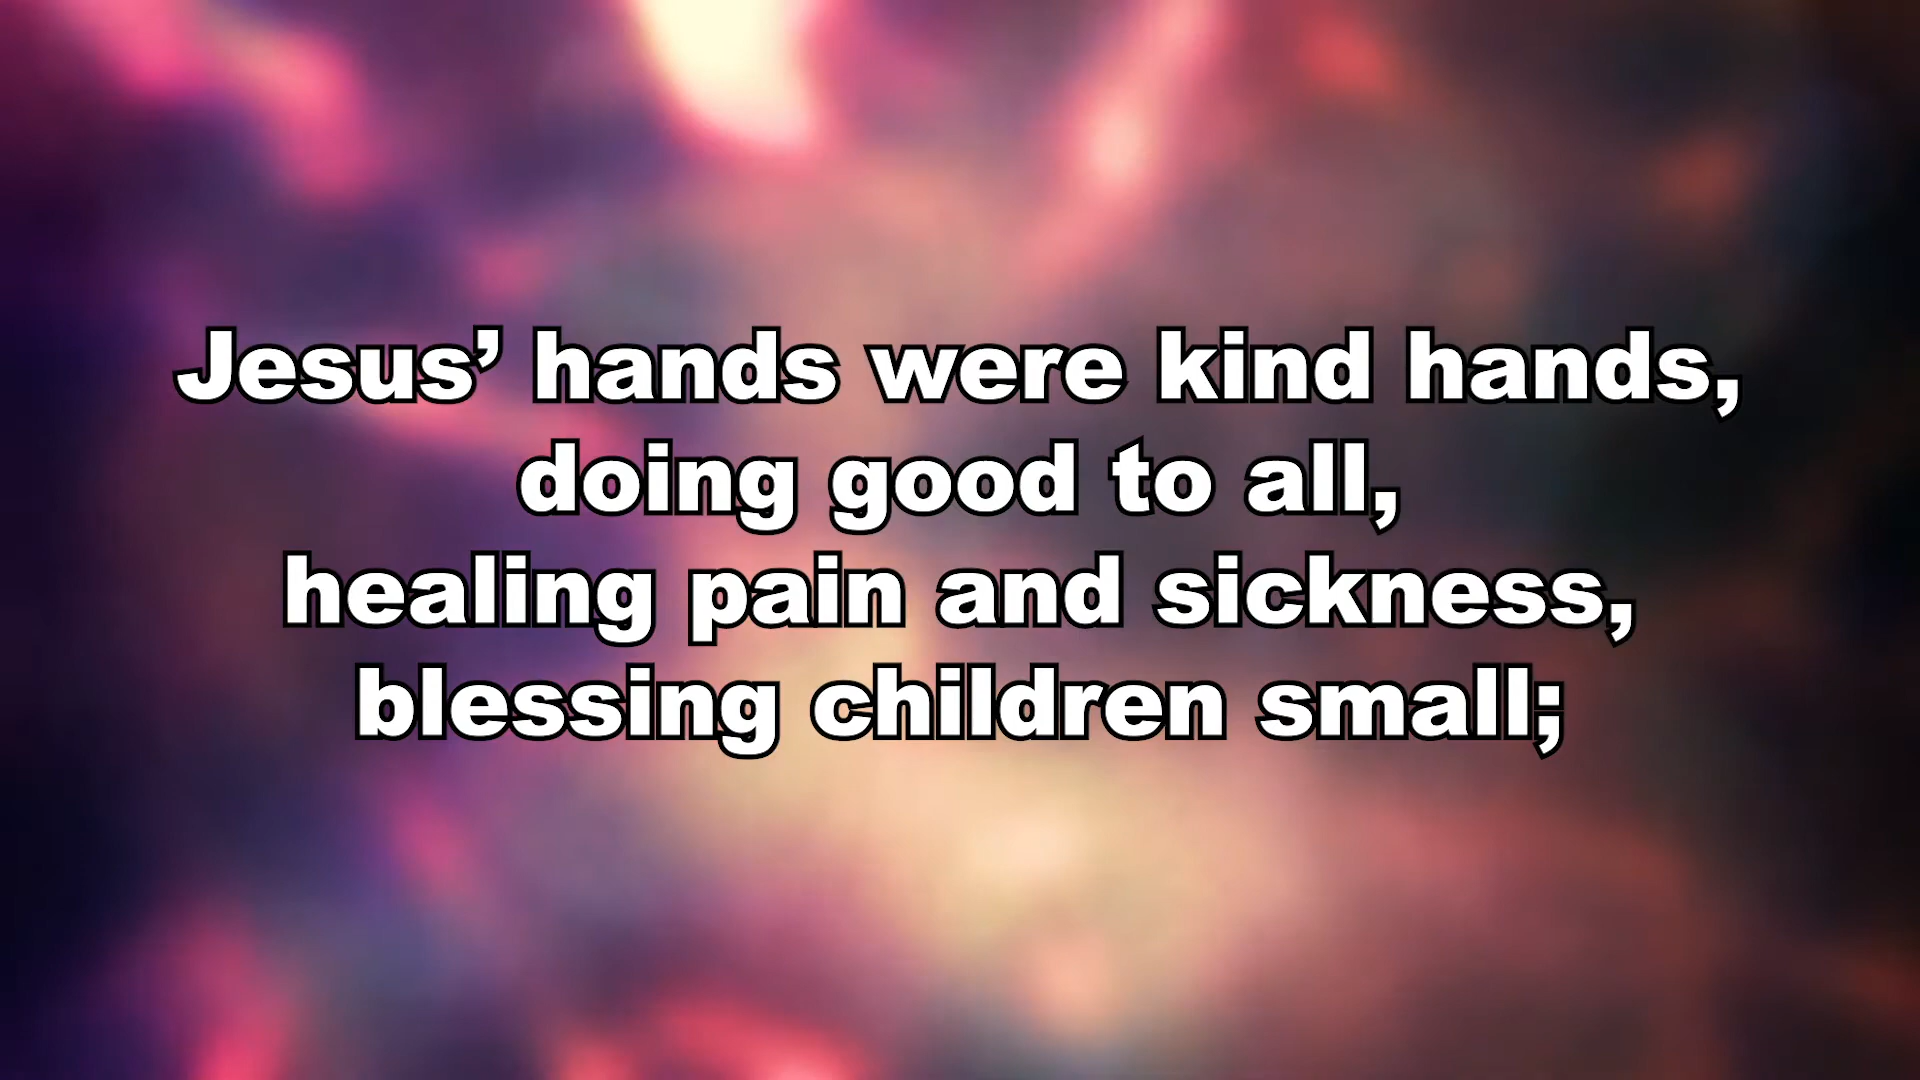 Jesus’ hands were kind hands,
doing good to all,
healing pain and sickness,
blessing children small;